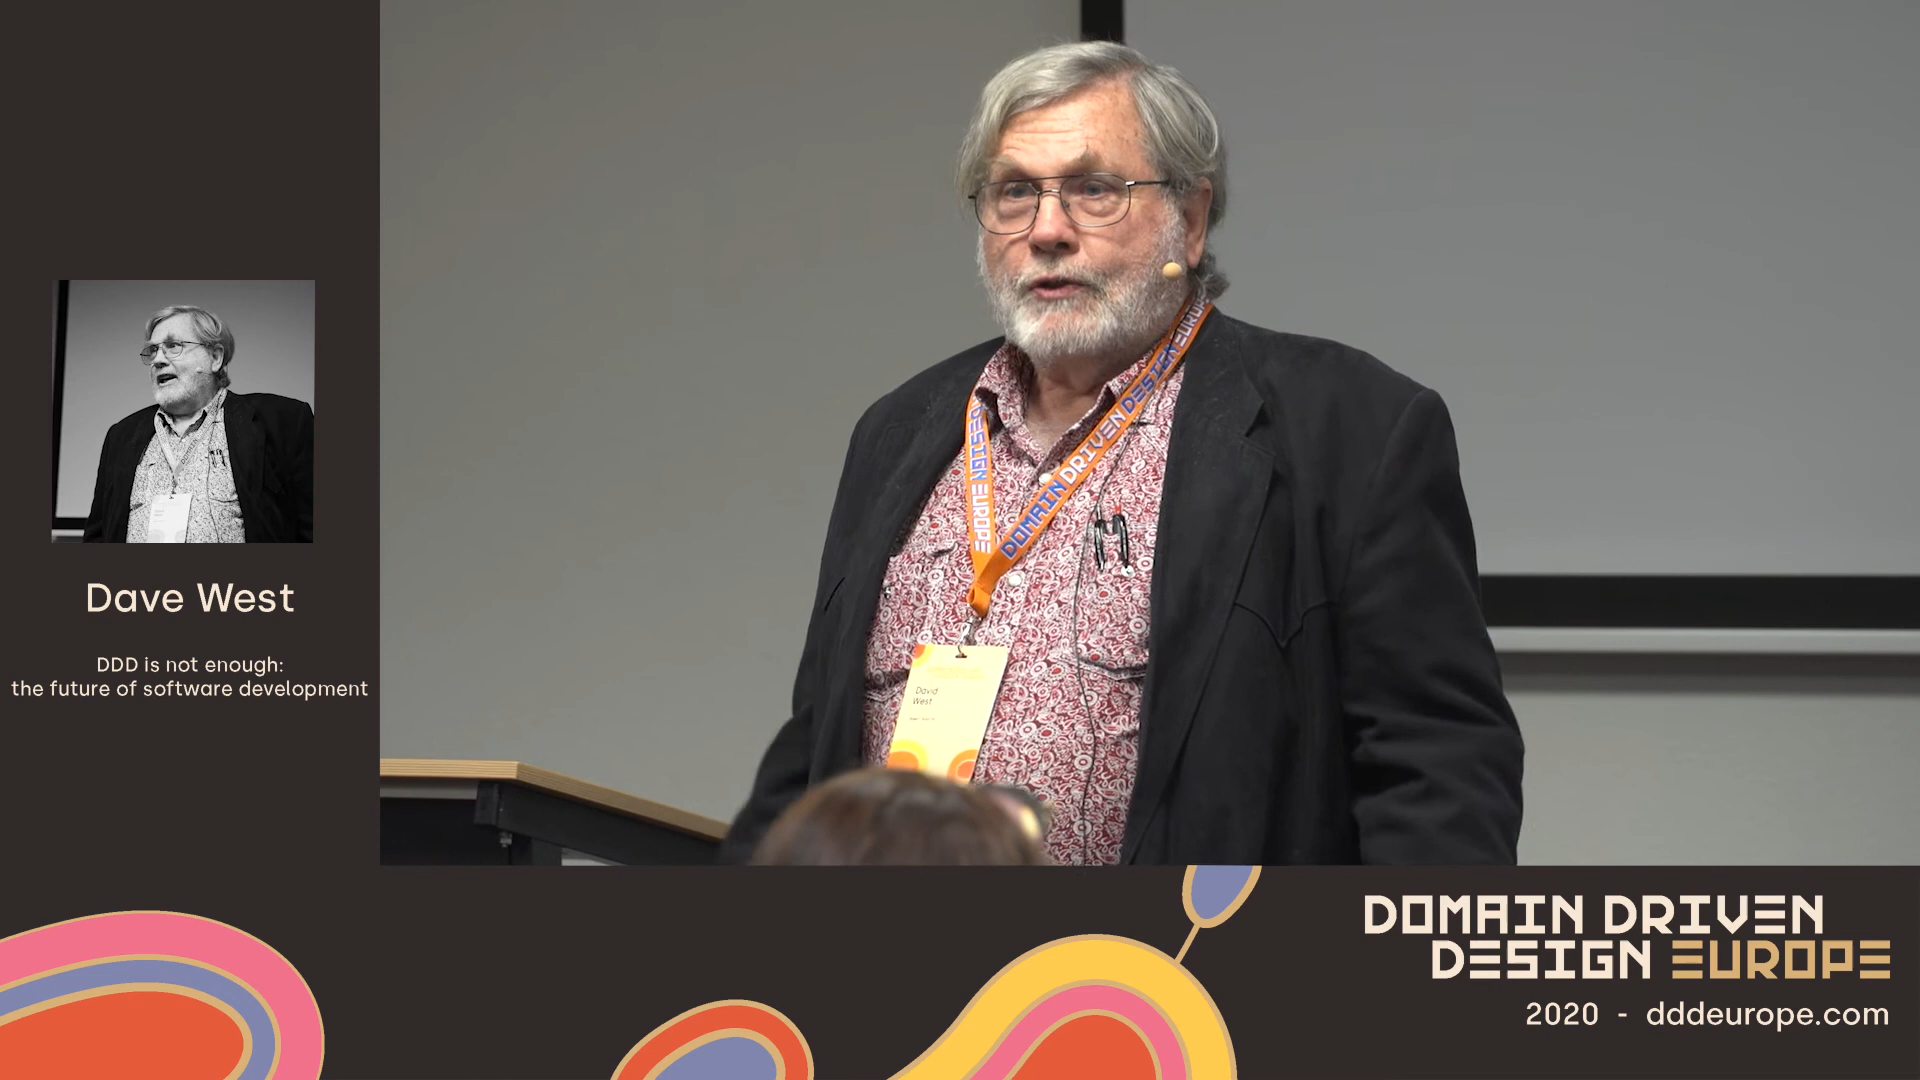 Dave West
DDD is not enough:
the future of software development
DESIGN EUROPE
DOMAIN DRIVEN DESIGN EUROPE
David
West
DOMAIN DRIVEN
DESIGN EUROPE
2020 - dddeurope.com